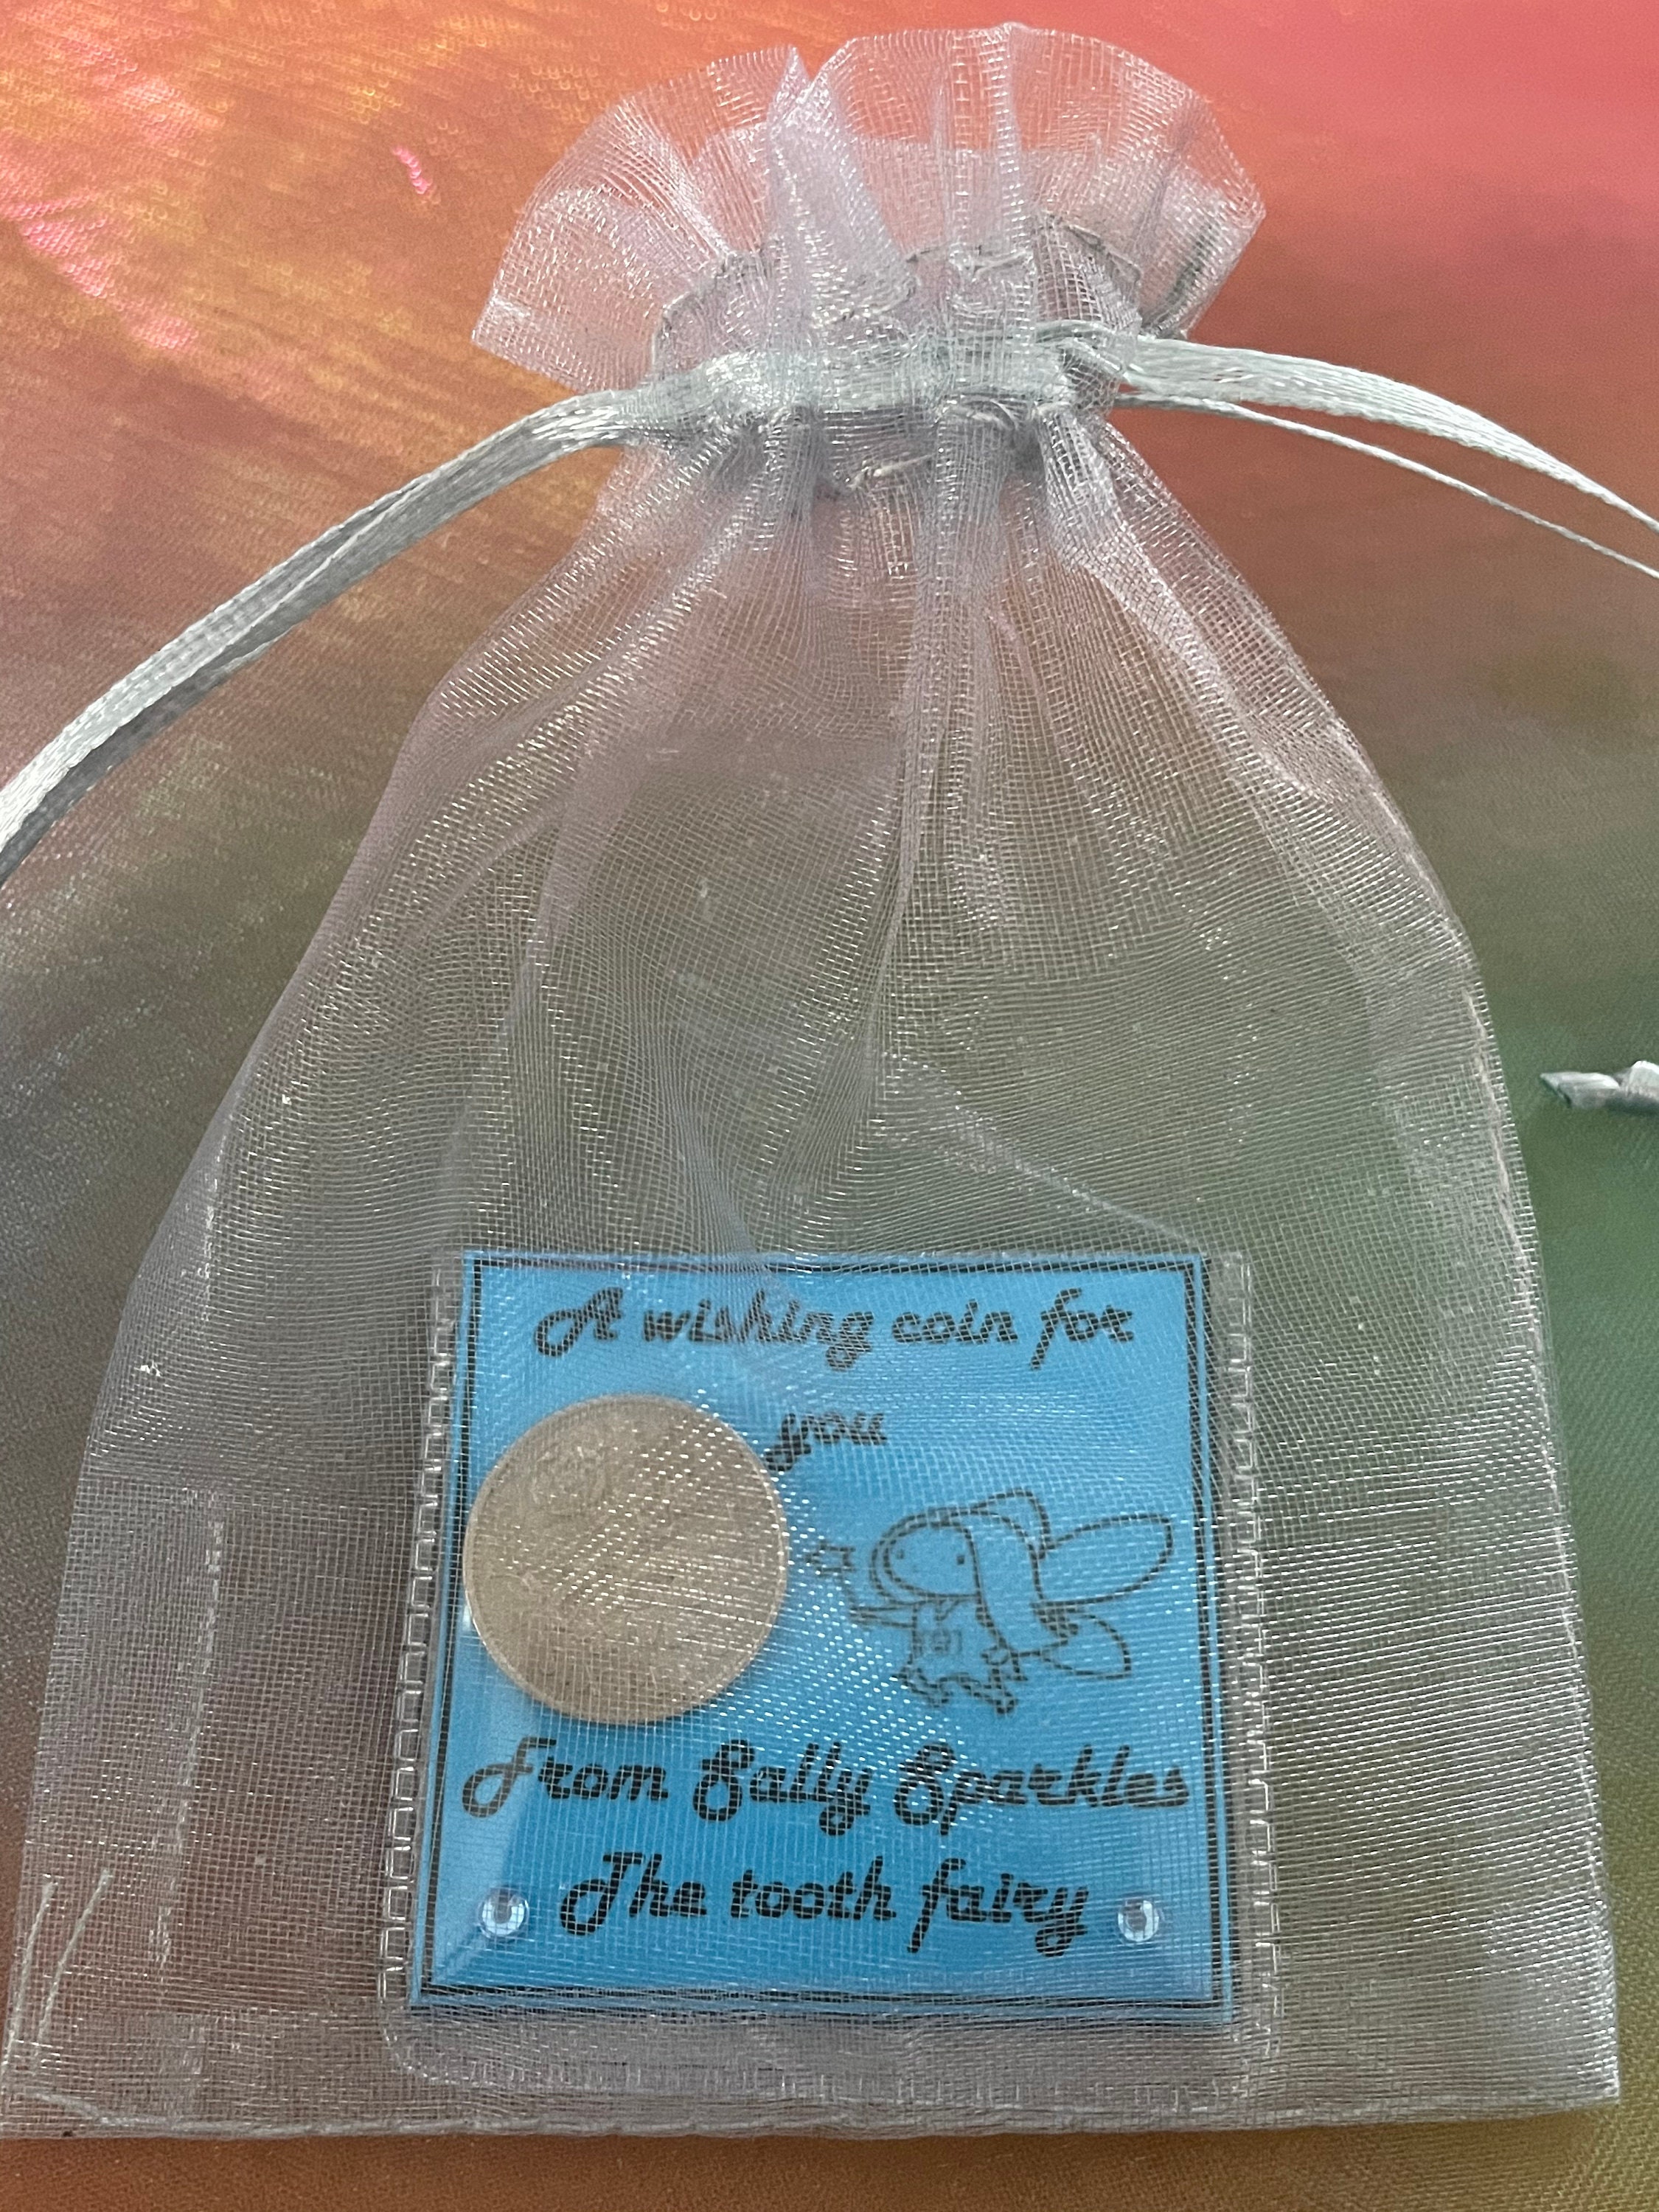 A wishing coin for
you
From Sally Sparkles
The tooth fairy